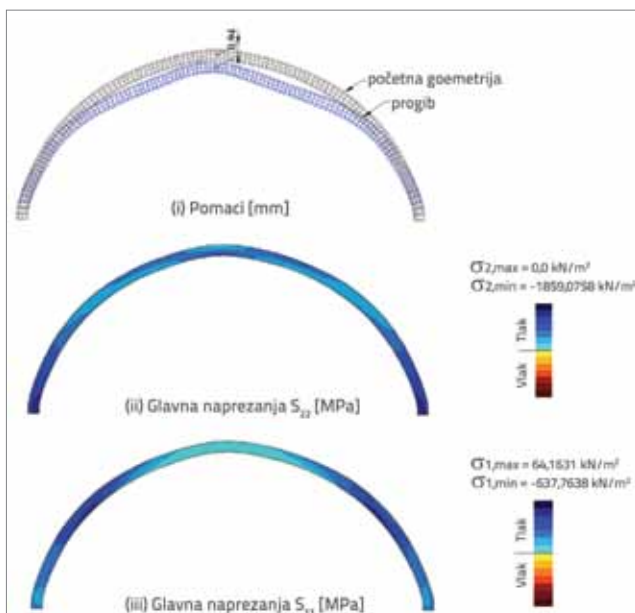 početna goemetrija
progib
(i) Pomaci [mm]
σ2,max = 0,0 kN/m²
σ2,min = -1859,0758 kN/m²
Tlak
Vlak
(ii) Glavna naprezanja S₂₂ [MPa]
σ1,max = 64,1631 kN/m²
σ1,min = -637,7638 kN/m²
Tlak
Vlak
(iii) Glavna naprezanja S₁₁ [MPa]